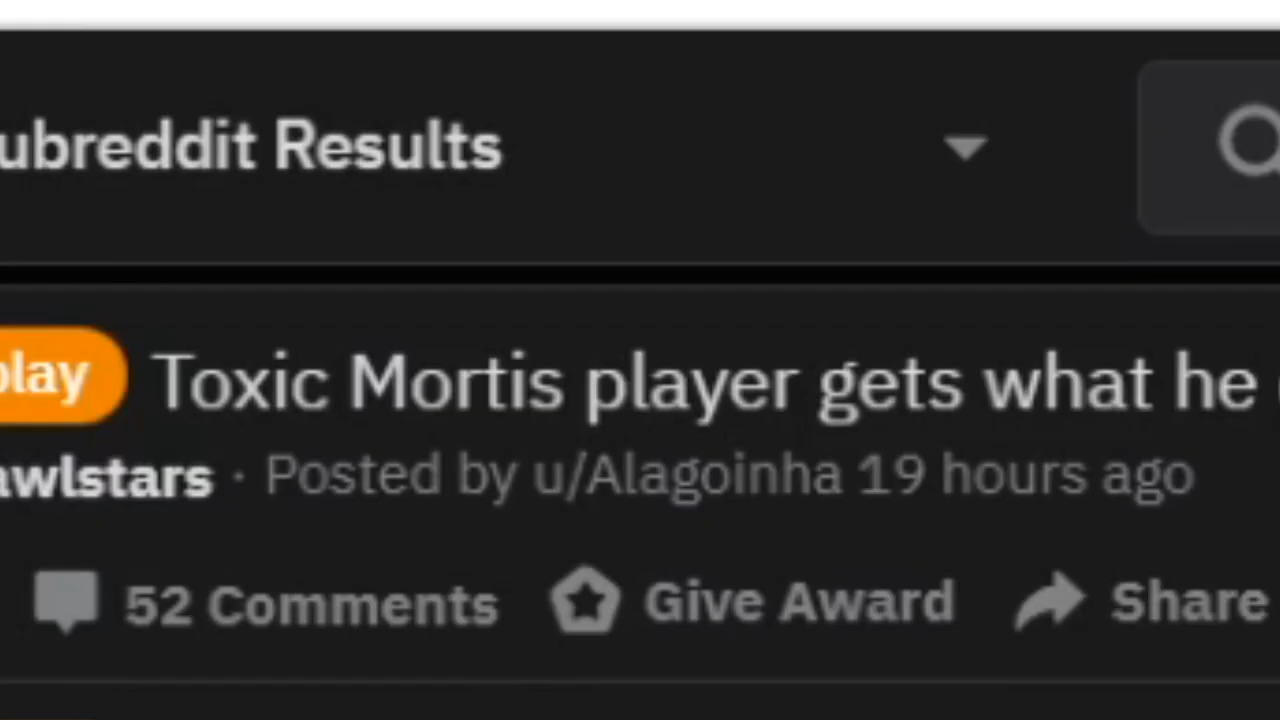 ubreddit Results
play Toxic Mortis player gets what he
awlstars · Posted by u/Alagoinha 19 hours ago
52 Comments Give Award Share